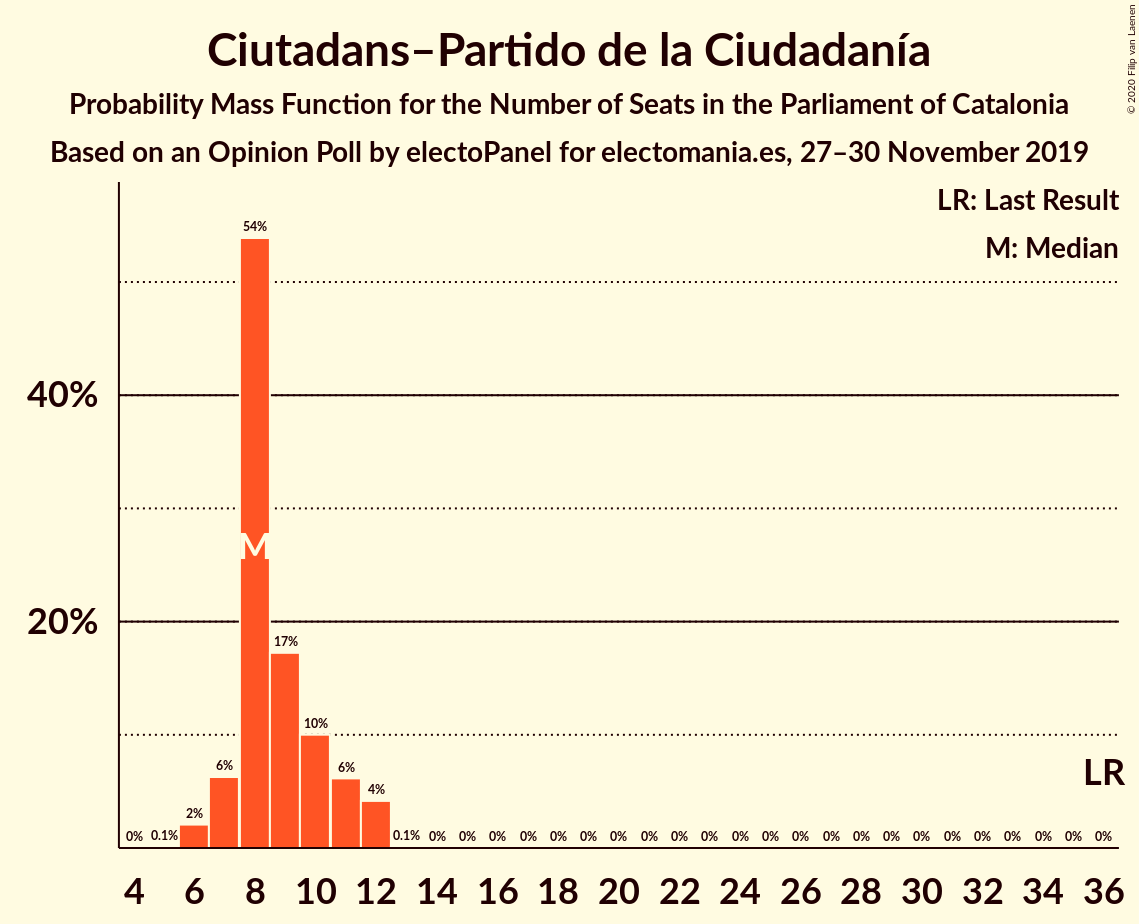 Ciutadans–Partido de la Ciudadanía
Probability Mass Function for the Number of Seats in the Parliament of Catalonia
Based on an Opinion Poll by electoPanel for electomania.es, 27–30 November 2019
© 2020 Filip van Laenen
LR: Last Result
M: Median
54%
40%
M
20%
17%
10%
6%
6%
4%
2%
LR
0% 0.1% 0.1% 0% 0% 0% 0% 0% 0% 0% 0% 0% 0% 0% 0% 0% 0% 0% 0% 0% 0% 0% 0% 0% 0%
4 6 8 10 12 14 16 18 20 22 24 26 28 30 32 34 36